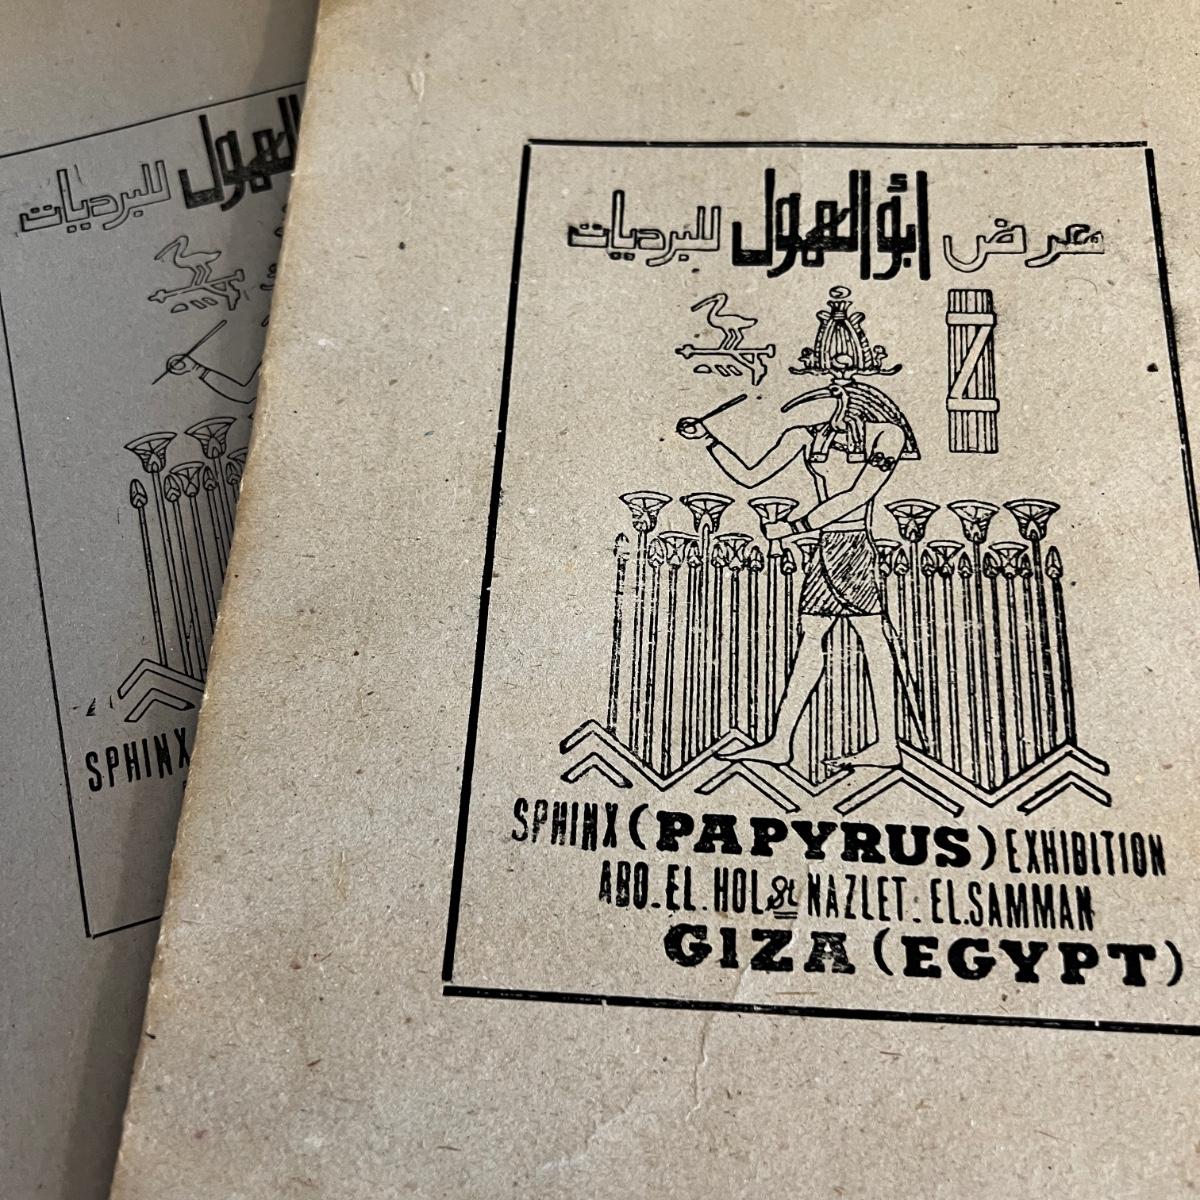 معرض أبو الهول للبرديات
SPHINX (PAPYRUS) EXHIBITION
ABO.EL.HOL St NAZLET: EL.SAMMAN
GIZA (EGYPT)
الهول للبرديات
SPHINX